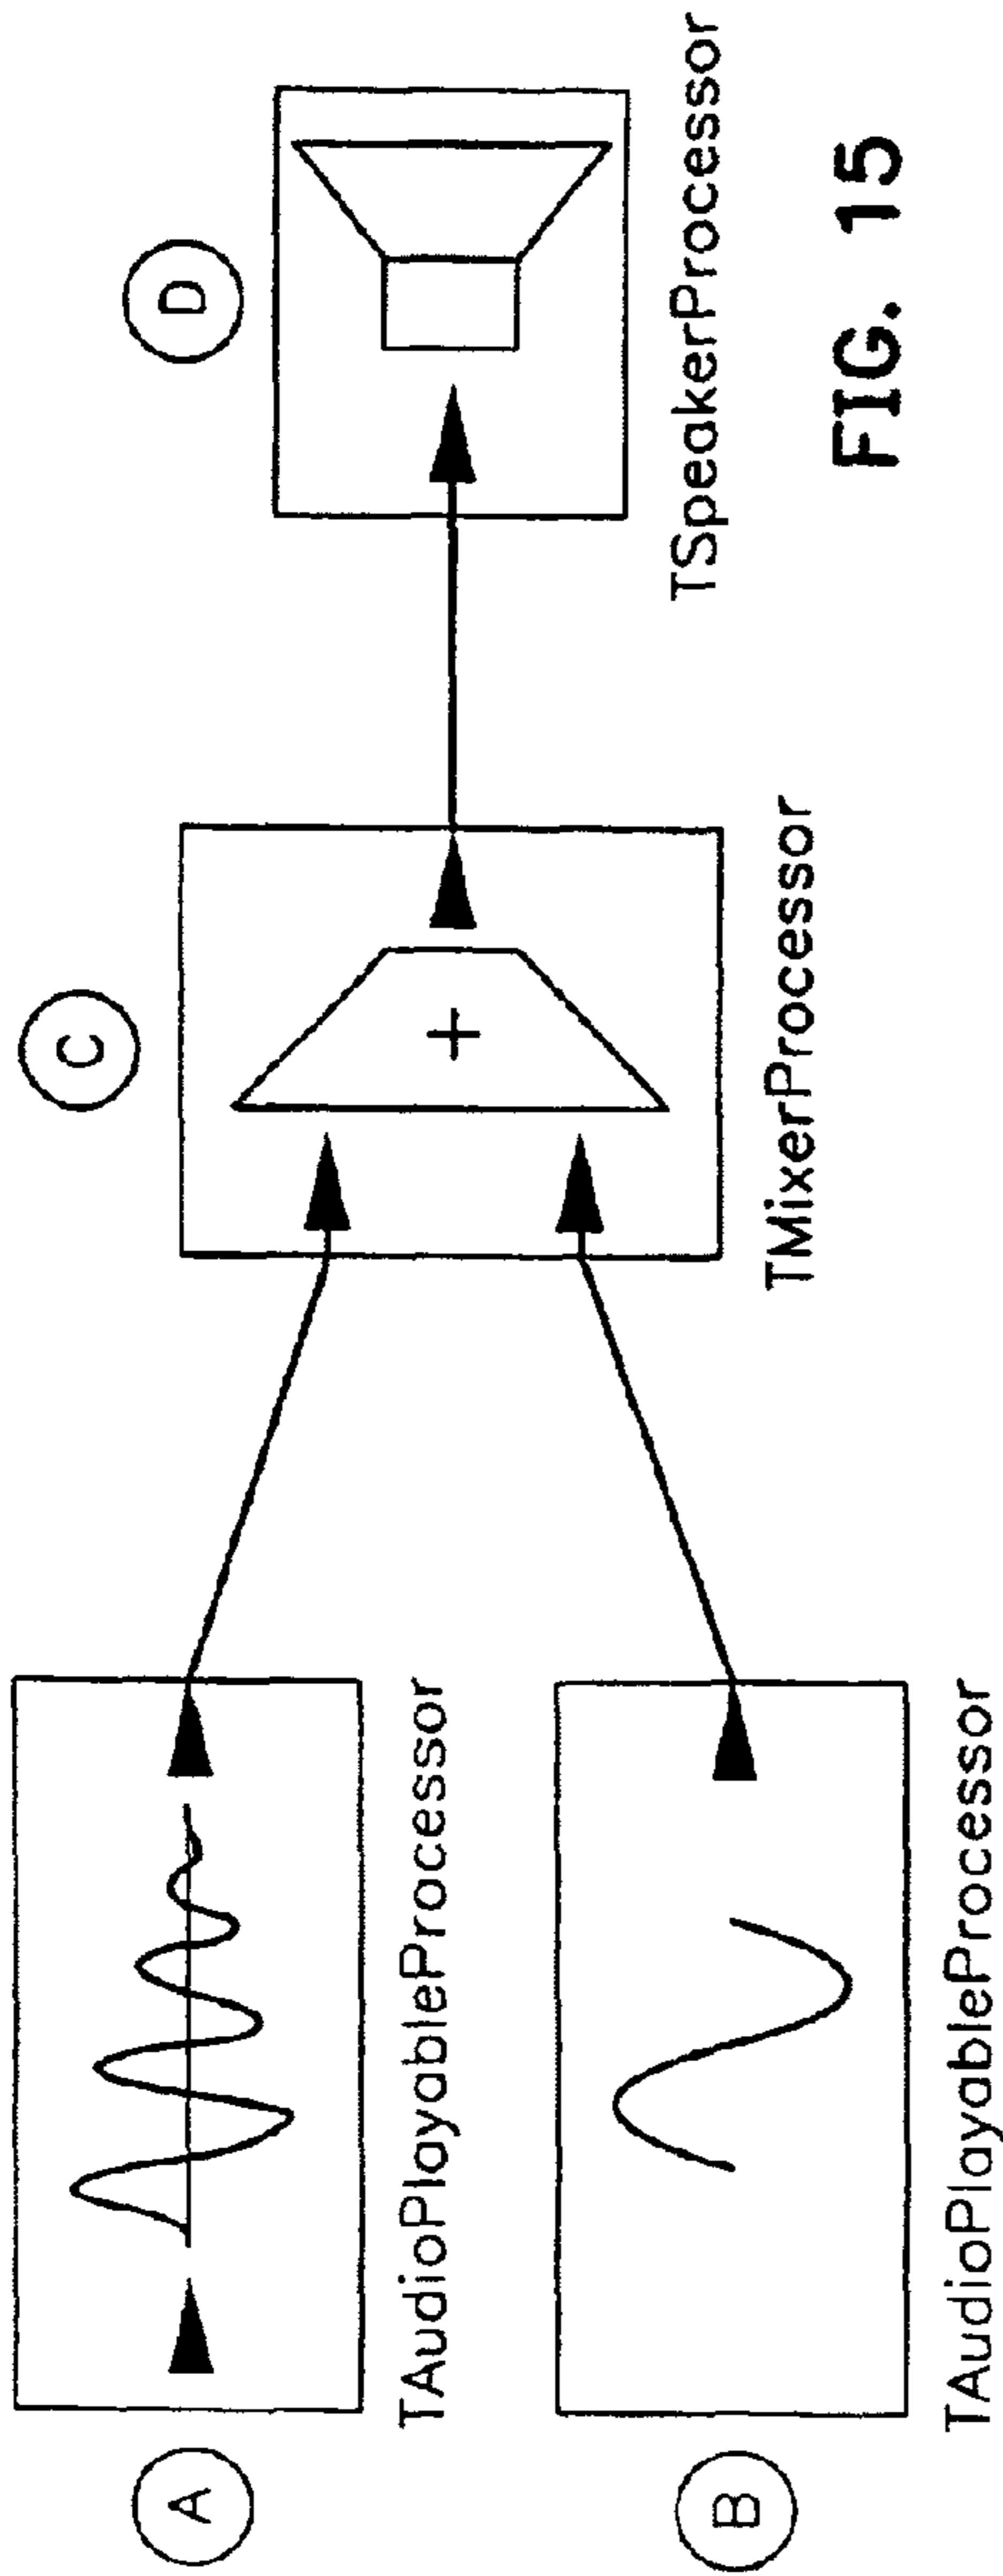 A
TAudioPlayableProcessor
B
TAudioPlayableProcessor
C
+
TMixerProcessor
D
TSpeakerProcessor
FIG. 15